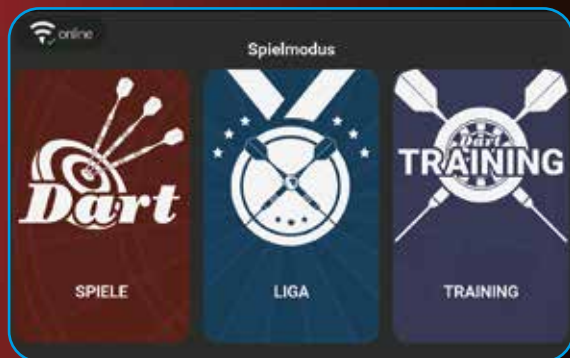 online
Spielmodus
Dart
SPIELE
LIGA
Dart
TRAINING
TRAINING